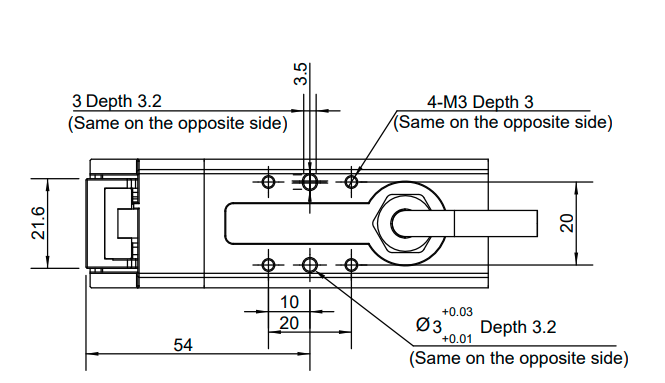 3.5
3 Depth 3.2
(Same on the opposite side)
4-M3 Depth 3
(Same on the opposite side)
21.6
20
10
20
54
Ø3 +0.03 +0.01 Depth 3.2
(Same on the opposite side)